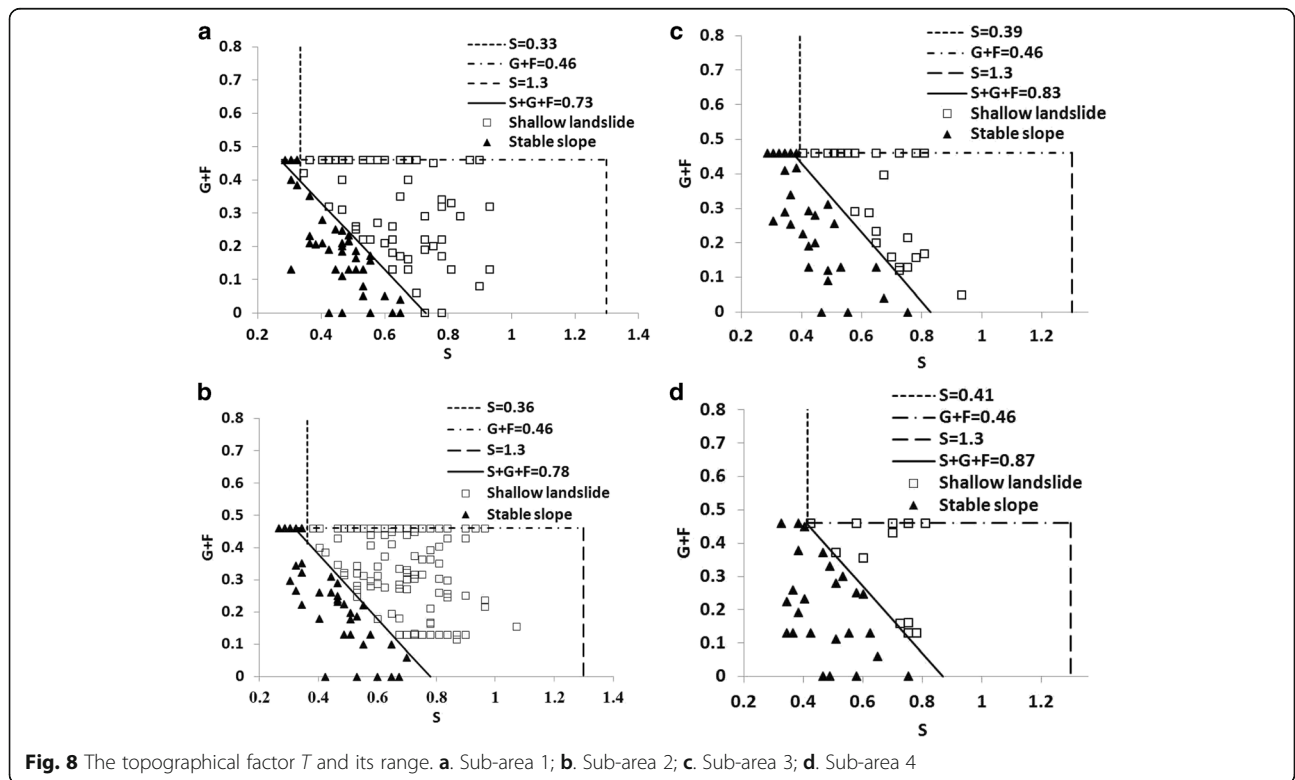 a
0.8
0.7
0.6
0.5
0.4
0.3
0.2
0.1
0
G+F
0.2 0.4 0.6 0.8 1 1.2 1.4
S
S=0.33
G+F=0.46
S=1.3
S+G+F=0.73
Shallow landslide
Stable slope
c
0.8
0.7
0.6
0.5
0.4
0.3
0.2
0.1
0
G+F
0.2 0.4 0.6 0.8 1 1.2
S
S=0.39
G+F=0.46
S=1.3
S+G+F=0.83
Shallow landslide
Stable slope
b
0.8
0.7
0.6
0.5
0.4
0.3
0.2
0.1
0
G+F
0.2 0.4 0.6 0.8 1 1.2 1.4
S
S=0.36
G+F=0.46
S=1.3
S+G+F=0.78
Shallow landslide
Stable slope
d
0.8
0.7
0.6
0.5
0.4
0.3
0.2
0.1
0
G+F
0.2 0.4 0.6 0.8 1 1.2
S
S=0.41
G+F=0.46
S=1.3
S+G+F=0.87
Shallow landslide
Stable slope
Fig. 8 The topographical factor T and its range. a. Sub-area 1; b. Sub-area 2; c. Sub-area 3; d. Sub-area 4